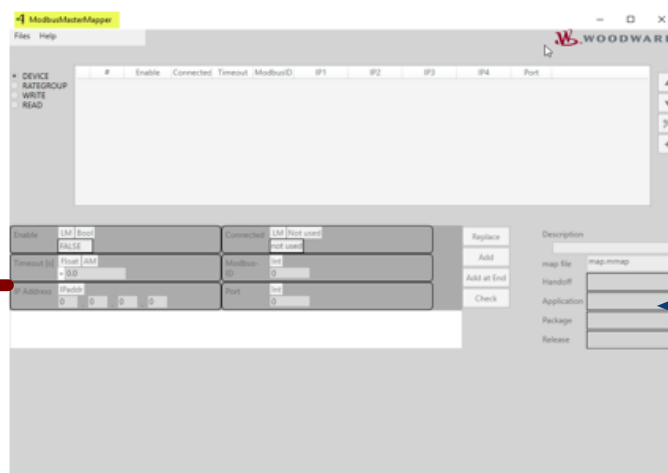 ModbusMasterMapper
Files Help
WOODWARD
# Enable Connected Timeout ModbusID IP1 IP2 IP3 IP4 Port
DEVICE
RATEGROUP
WRITE
READ
Enable LM Bool Connected LM Not used Replace Description
FALSE not used
Timeout [s] Float AM Modbus-ID Int Add map file map.mmap
= 0.0 0 Add at End Handoff
IP Address IPaddr Port Int Check Application
0 . 0 . 0 . 0 0
Package
Release